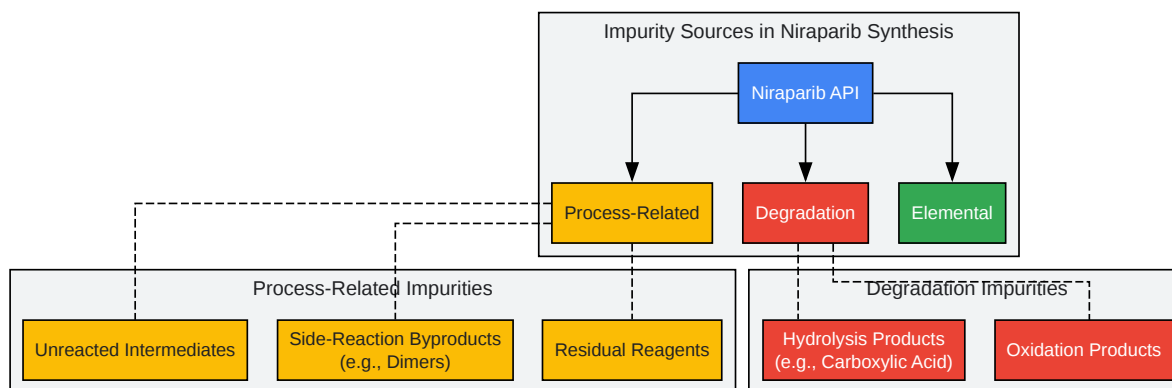 Impurity Sources in Niraparib Synthesis
Niraparib API
Process-Related
Degradation
Elemental
Process-Related Impurities
Unreacted Intermediates
Side-Reaction Byproducts
(e.g., Dimers)
Residual Reagents
Degradation Impurities
Hydrolysis Products
(e.g., Carboxylic Acid)
Oxidation Products